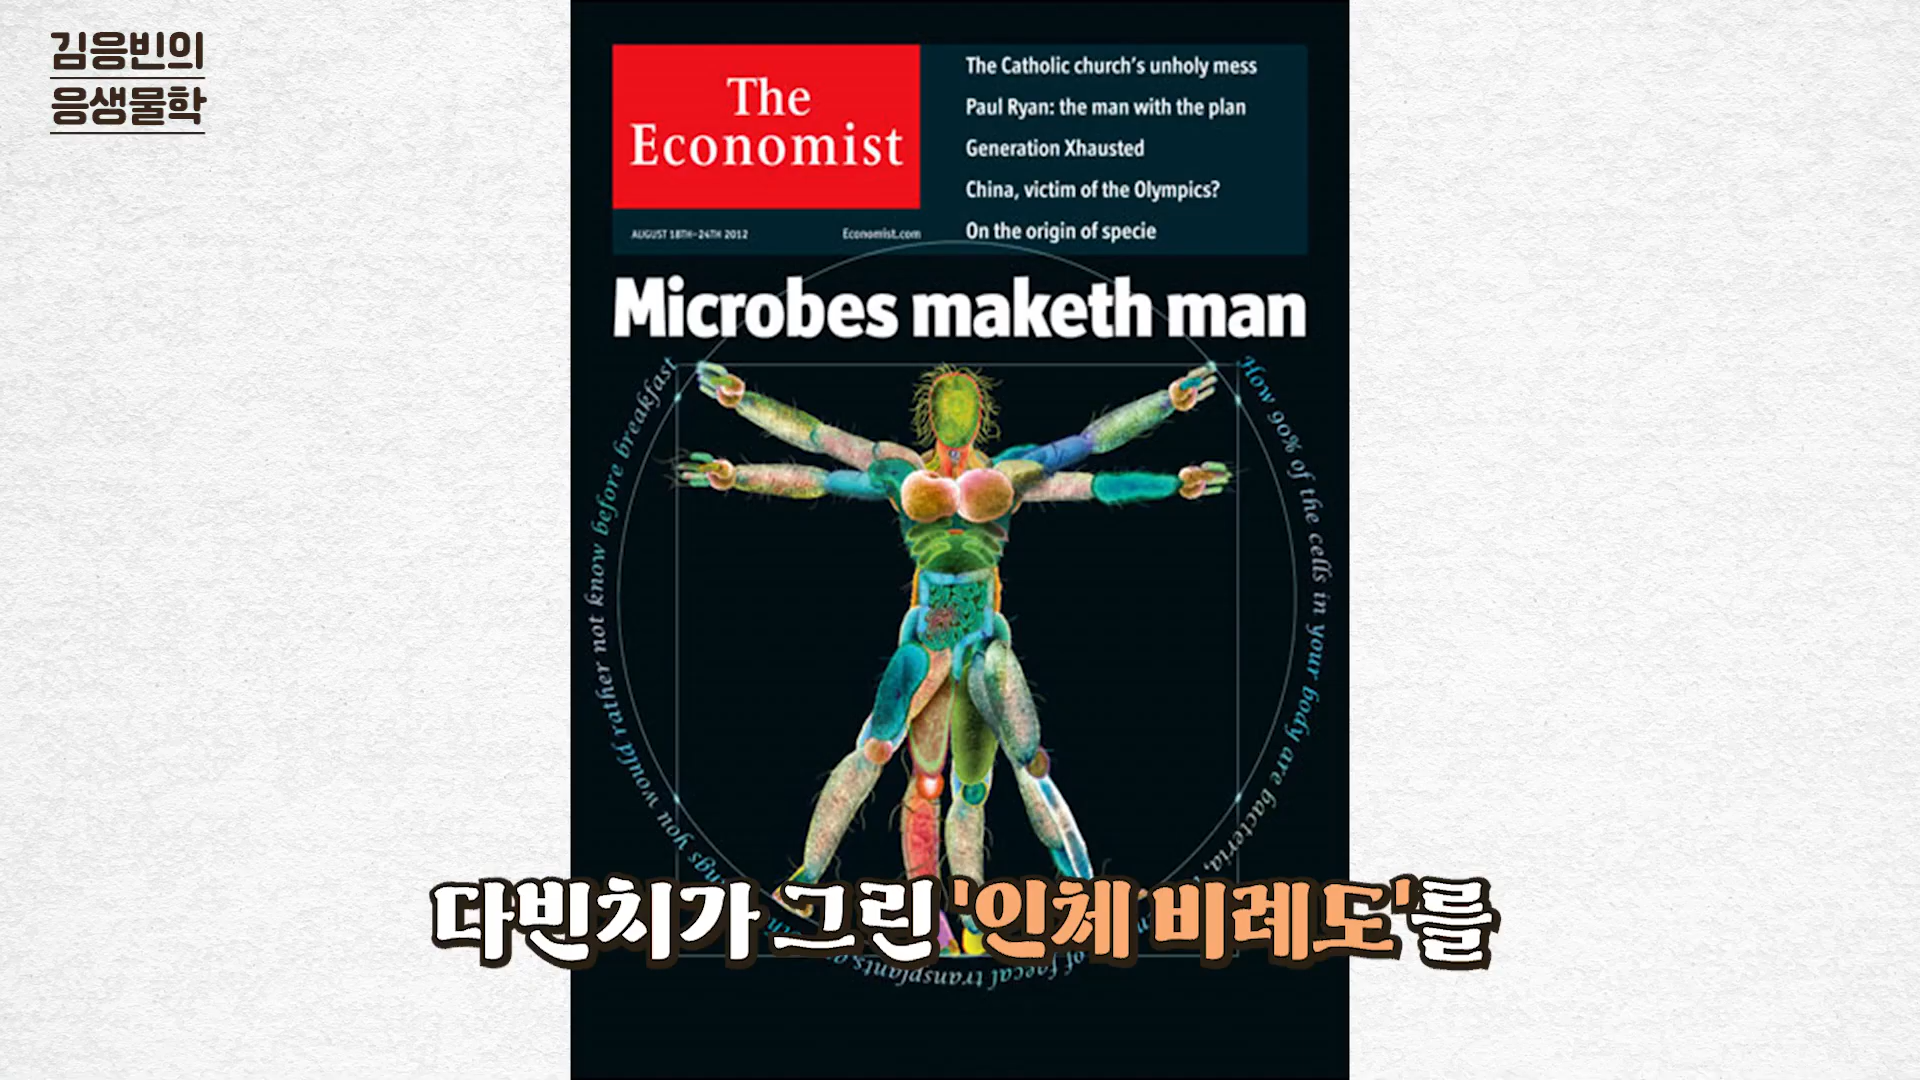 김응빈의
응생물학
The
Economist
AUGUST 18TH–24TH 2012
Economist.com
The Catholic church's unholy mess
Paul Ryan: the man with the plan
Generation Xhausted
China, victim of the Olympics?
On the origin of specie
Microbes maketh man
How 90% of the cells in your body are bacteria,
of faecal transplants
you would rather not know before breakfast
다빈치가 그린 '인체 비례도'를